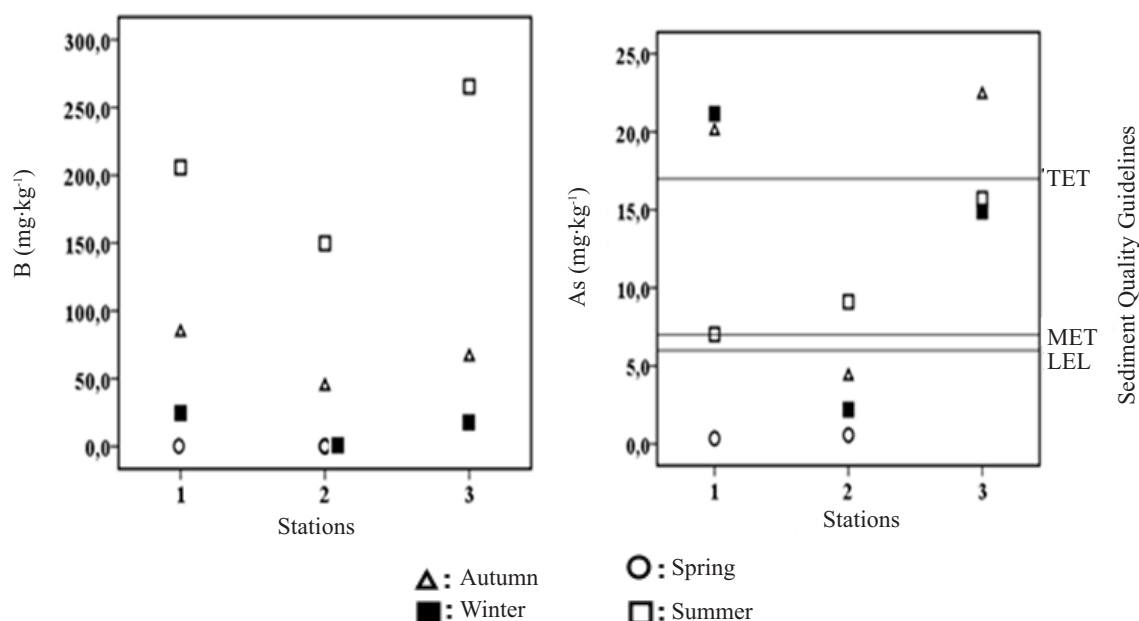 300,0
250,0
200,0
150,0
100,0
50,0
0,0
B (mg·kg⁻¹)
1 2 3
Stations
25,0
20,0
15,0
10,0
5,0
0,0
As (mg·kg⁻¹)
TET
MET
LEL
Sediment Quality Guidelines
1 2 3
Stations
: Autumn
: Spring
: Winter
: Summer